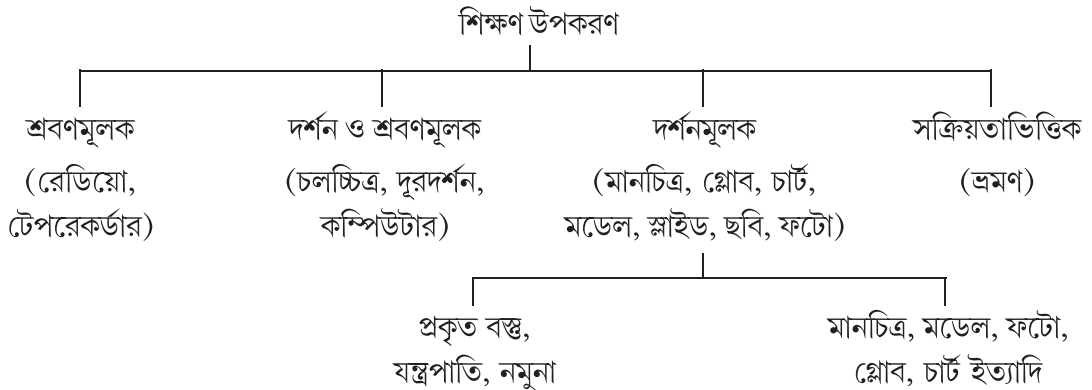 শিক্ষণ উপকরণ
শ্রবণমূলক
(রেডিয়ো,
টেপরেকর্ডার)
দর্শন ও শ্রবণমূলক
(চলচ্চিত্র, দূরদর্শন,
কম্পিউটার)
দর্শনমূলক
(মানচিত্র, গ্লোব, চার্ট,
মডেল, স্লাইড, ছবি, ফটো)
সক্রিয়তাভিত্তিক
(ভ্রমণ)
প্রকৃত বস্তু,
যন্ত্রপাতি, নমুনা
মানচিত্র, মডেল, ফটো,
গ্লোব, চার্ট ইত্যাদি